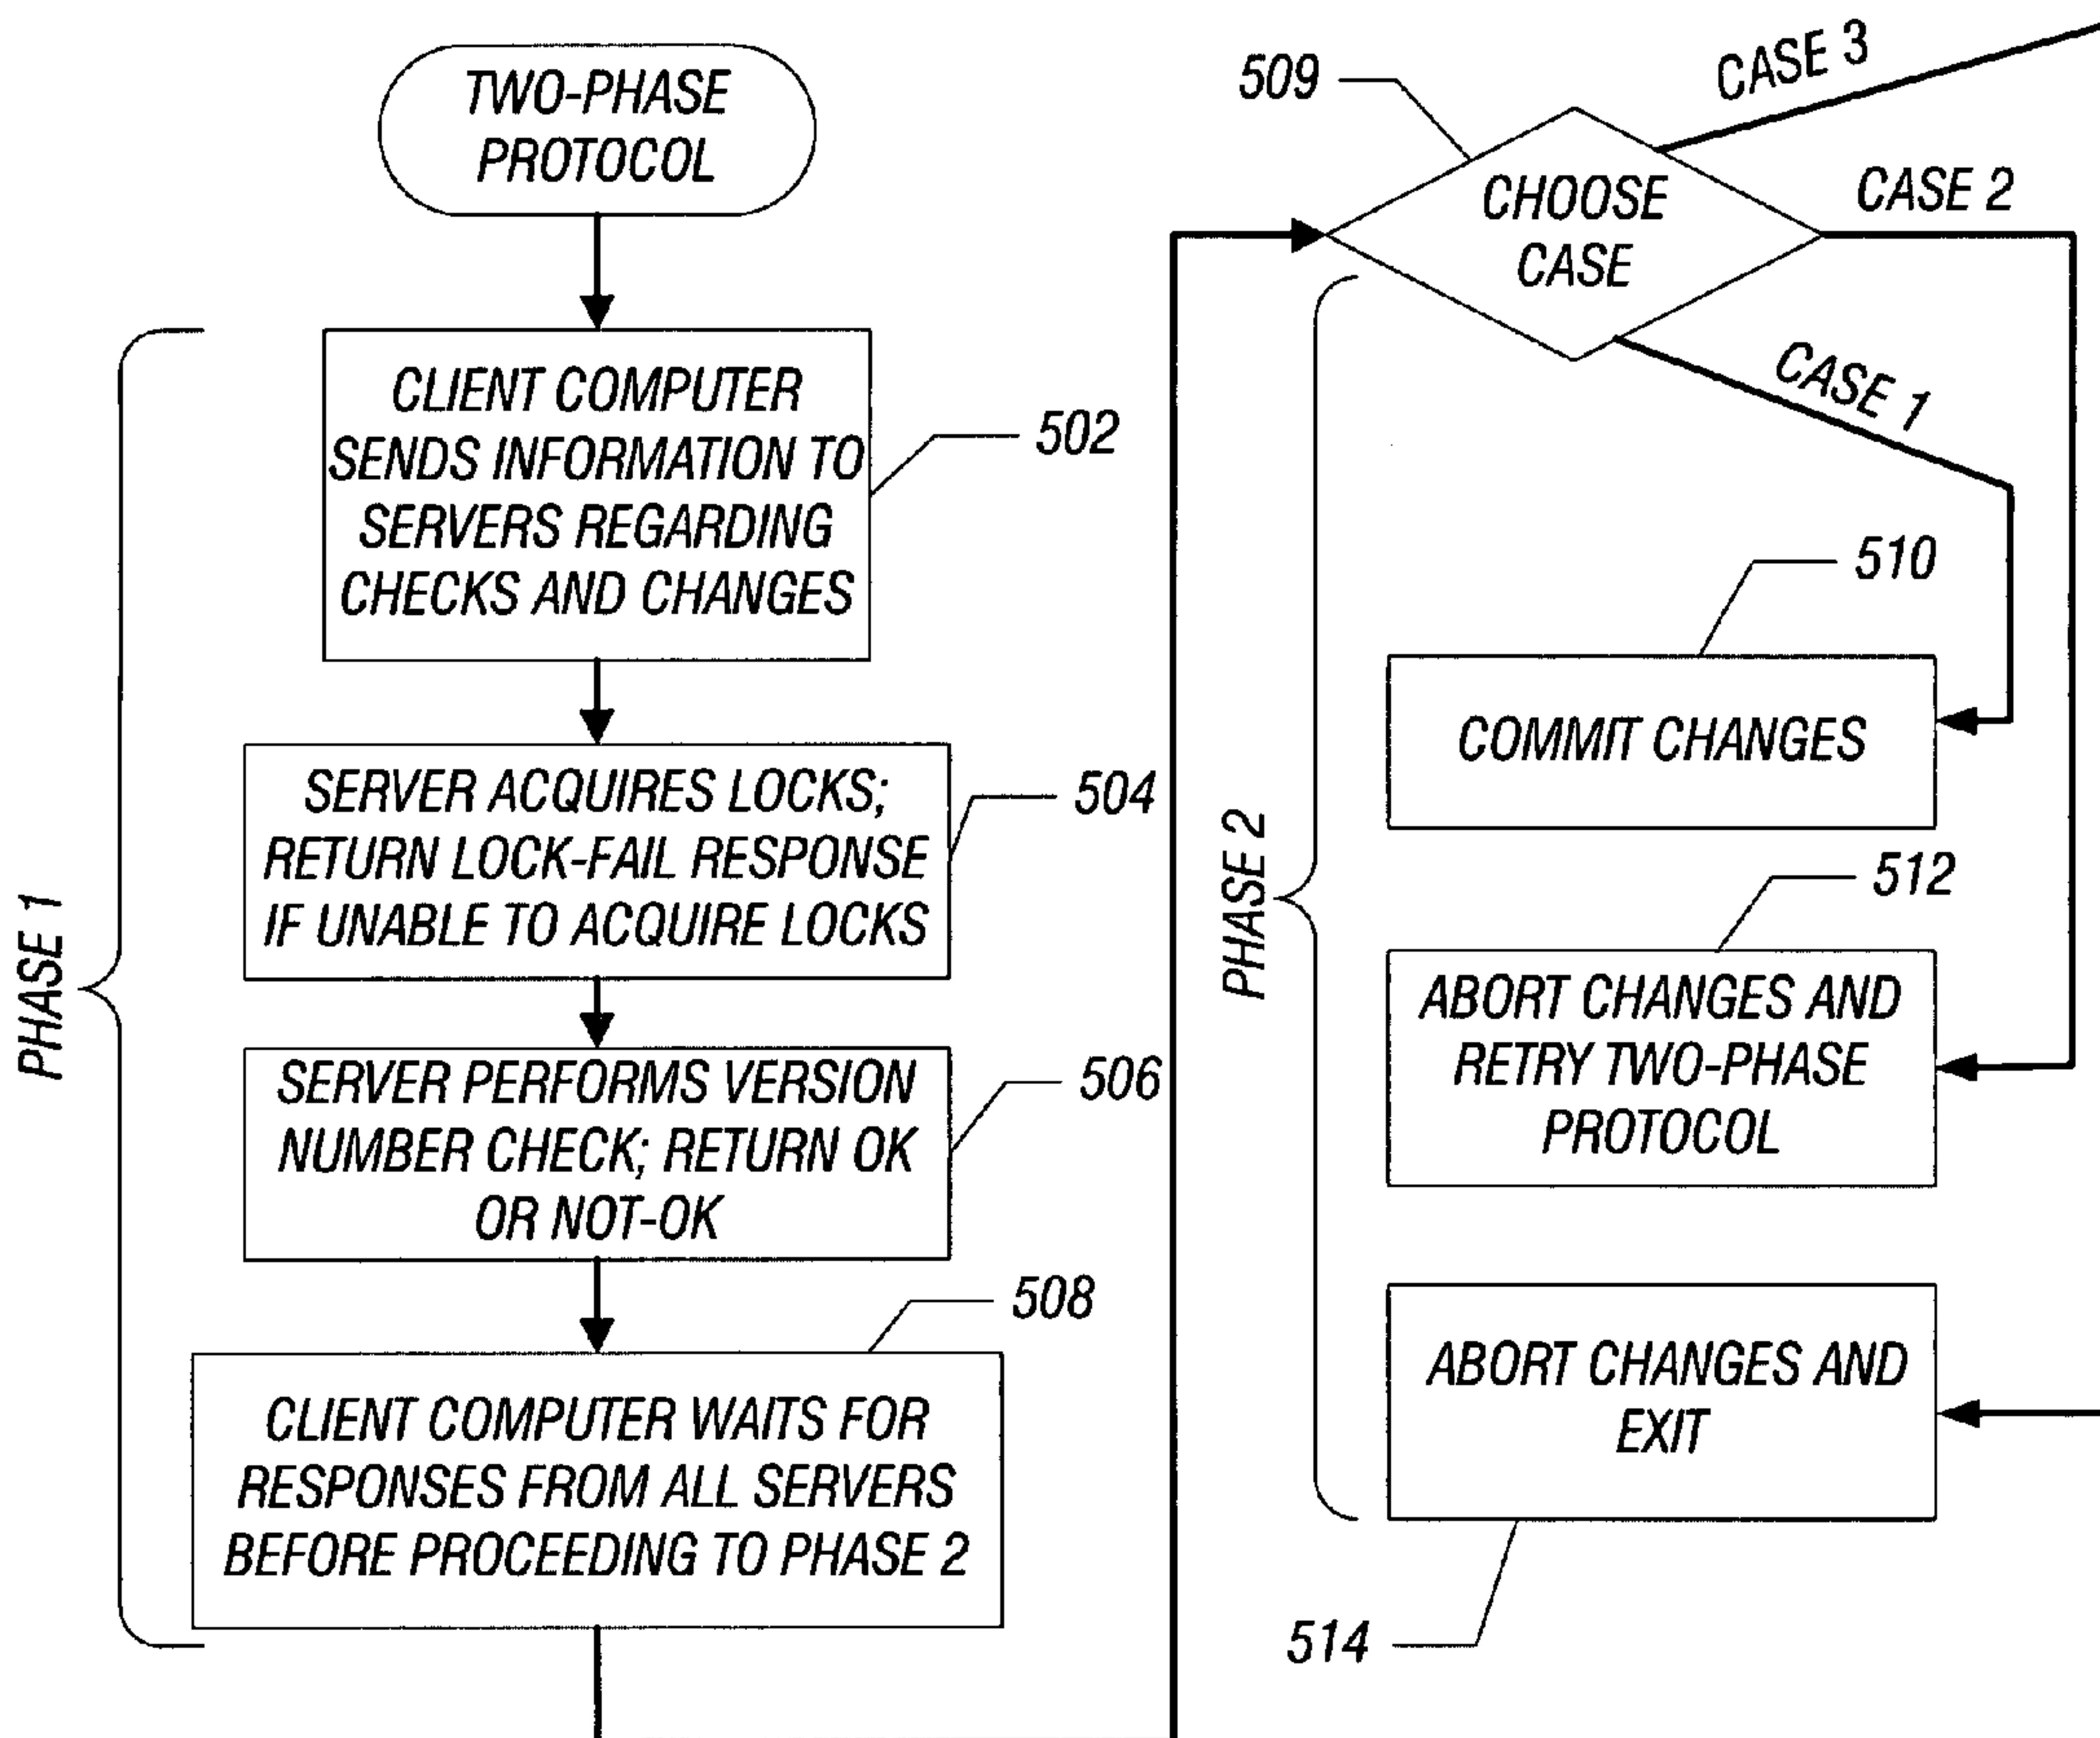 TWO-PHASE
PROTOCOL
PHASE 1
CLIENT COMPUTER
SENDS INFORMATION TO
SERVERS REGARDING
CHECKS AND CHANGES
502
SERVER ACQUIRES LOCKS;
RETURN LOCK-FAIL RESPONSE
IF UNABLE TO ACQUIRE LOCKS
504
SERVER PERFORMS VERSION
NUMBER CHECK; RETURN OK
OR NOT-OK
506
508
CLIENT COMPUTER WAITS FOR
RESPONSES FROM ALL SERVERS
BEFORE PROCEEDING TO PHASE 2
509
CHOOSE
CASE
CASE 3
CASE 2
CASE 1
PHASE 2
510
COMMIT CHANGES
512
ABORT CHANGES AND
RETRY TWO-PHASE
PROTOCOL
ABORT CHANGES AND
EXIT
514